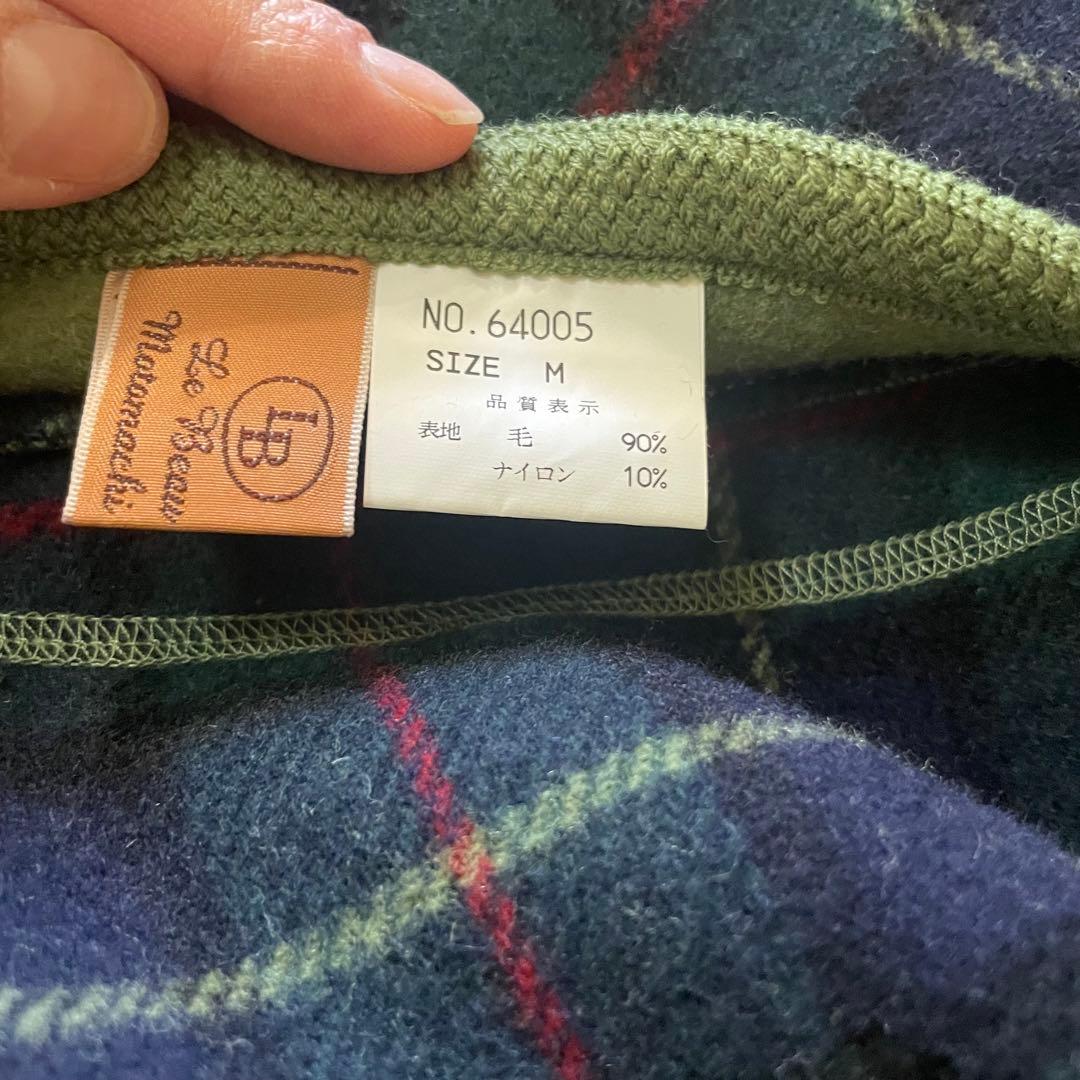 LB
Le Beau
Motomachi
NO. 64005
SIZE M
品質表示
表地 毛 90%
ナイロン 10%